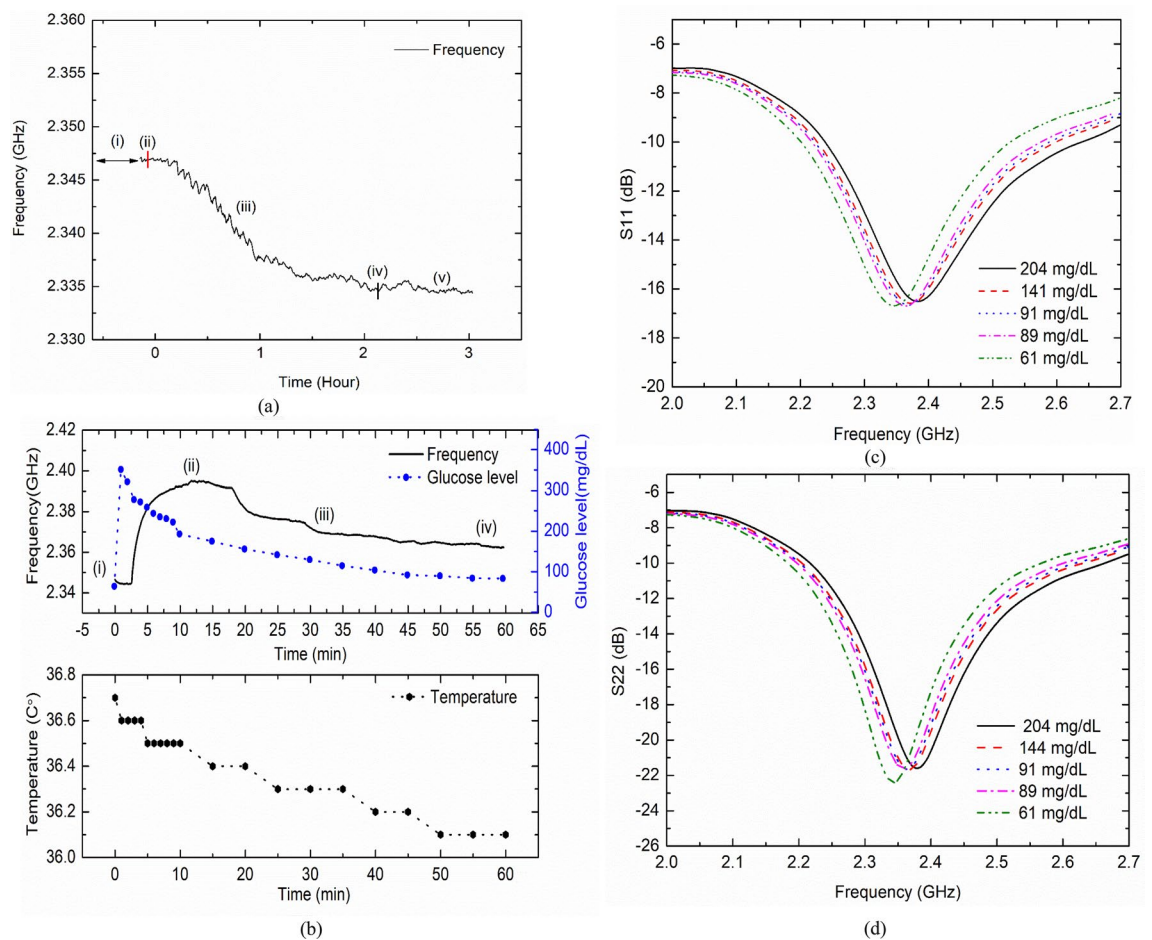 2.360
2.355
2.350
2.345
2.340
2.335
2.330
Frequency (GHz)
Frequency
(i)
(ii)
(iii)
(iv)
(v)
0 1 2 3
Time (Hour)
(a)
2.42
2.40
2.38
2.36
2.34
Frequency(GHz)
Frequency
Glucose level
(i)
(ii)
(iii)
(iv)
400
300
200
100
0
Glucose level(mg/dL)
-5 0 5 10 15 20 25 30 35 40 45 50 55 60 65
Time (min)
36.8
36.6
36.4
36.2
36.0
Temperature (C°)
Temperature
0 10 20 30 40 50 60
Time (min)
(b)
-6
-8
-10
-12
-14
-16
-18
-20
S11 (dB)
204 mg/dL
141 mg/dL
91 mg/dL
89 mg/dL
61 mg/dL
2.0 2.1 2.2 2.3 2.4 2.5 2.6 2.7
Frequency (GHz)
(c)
-6
-8
-10
-12
-14
-16
-18
-20
-22
-24
-26
S22 (dB)
204 mg/dL
144 mg/dL
91 mg/dL
89 mg/dL
61 mg/dL
2.0 2.1 2.2 2.3 2.4 2.5 2.6 2.7
Frequency (GHz)
(d)